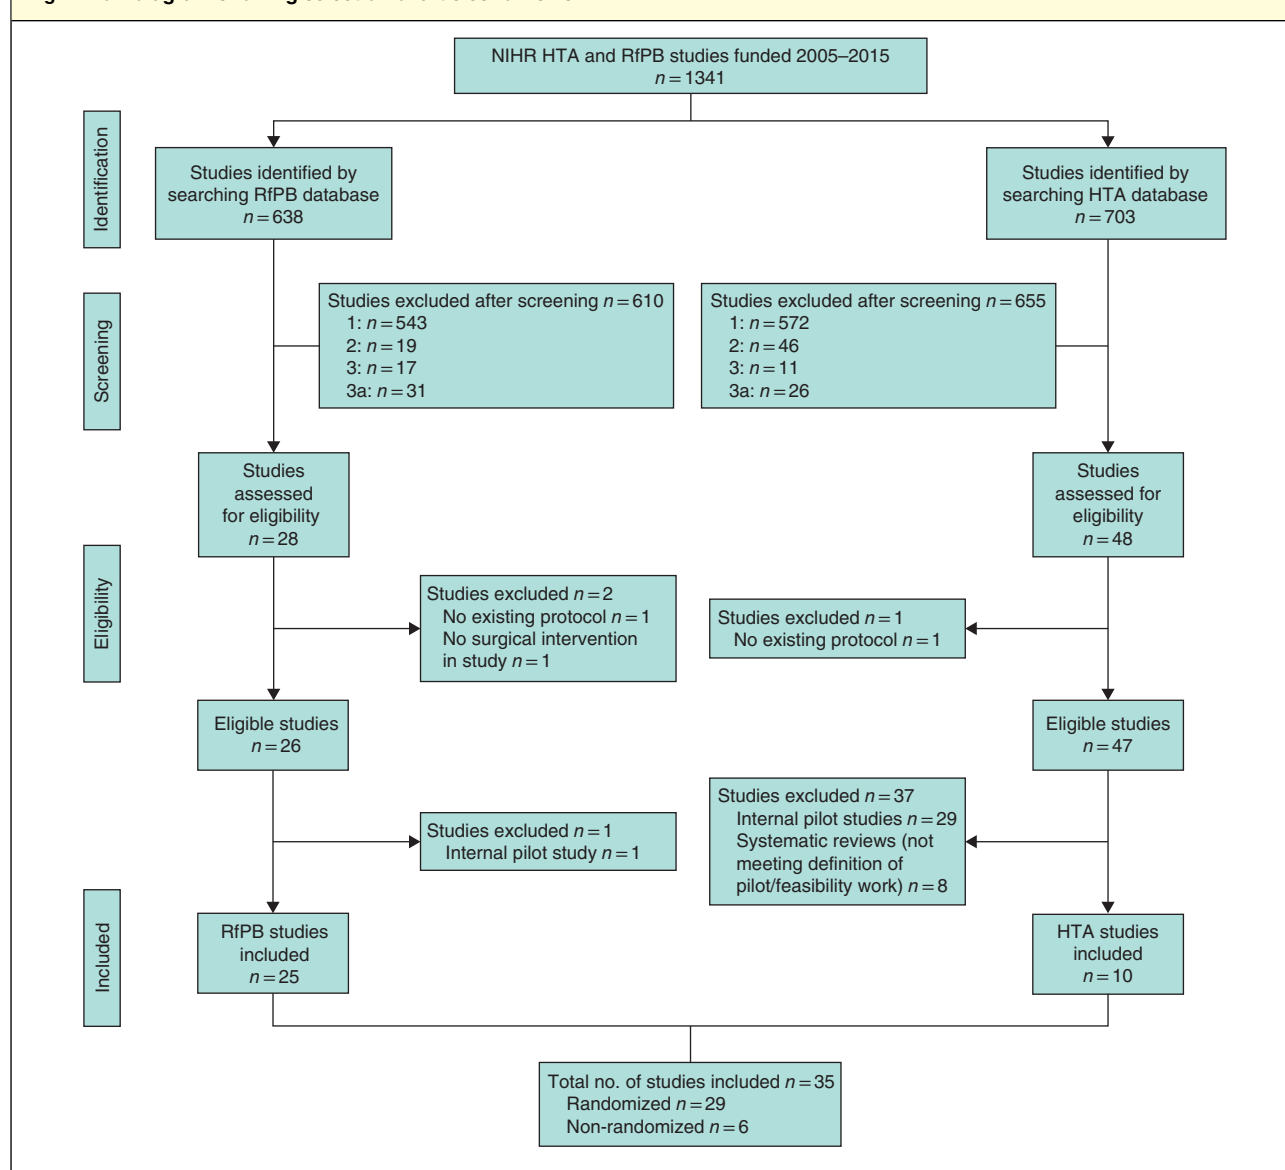 NIHR HTA and RfPB studies funded 2005–2015
n = 1341
Identification
Studies identified by
searching RfPB database
n = 638
Studies identified by
searching HTA database
n = 703
Screening
Studies excluded after screening n = 610
1: n = 543
2: n = 19
3: n = 17
3a: n = 31
Studies excluded after screening n = 655
1: n = 572
2: n = 46
3: n = 11
3a: n = 26
Studies
assessed
for eligibility
n = 28
Studies
assessed for
eligibility
n = 48
Eligibility
Studies excluded n = 2
No existing protocol n = 1
No surgical intervention
in study n = 1
Studies excluded n = 1
No existing protocol n = 1
Eligible studies
n = 26
Eligible studies
n = 47
Studies excluded n = 1
Internal pilot study n = 1
Studies excluded n = 37
Internal pilot studies n = 29
Systematic reviews (not
meeting definition of
pilot/feasibility work) n = 8
Included
RfPB studies
included
n = 25
HTA studies
included
n = 10
Total no. of studies included n = 35
Randomized n = 29
Non-randomized n = 6